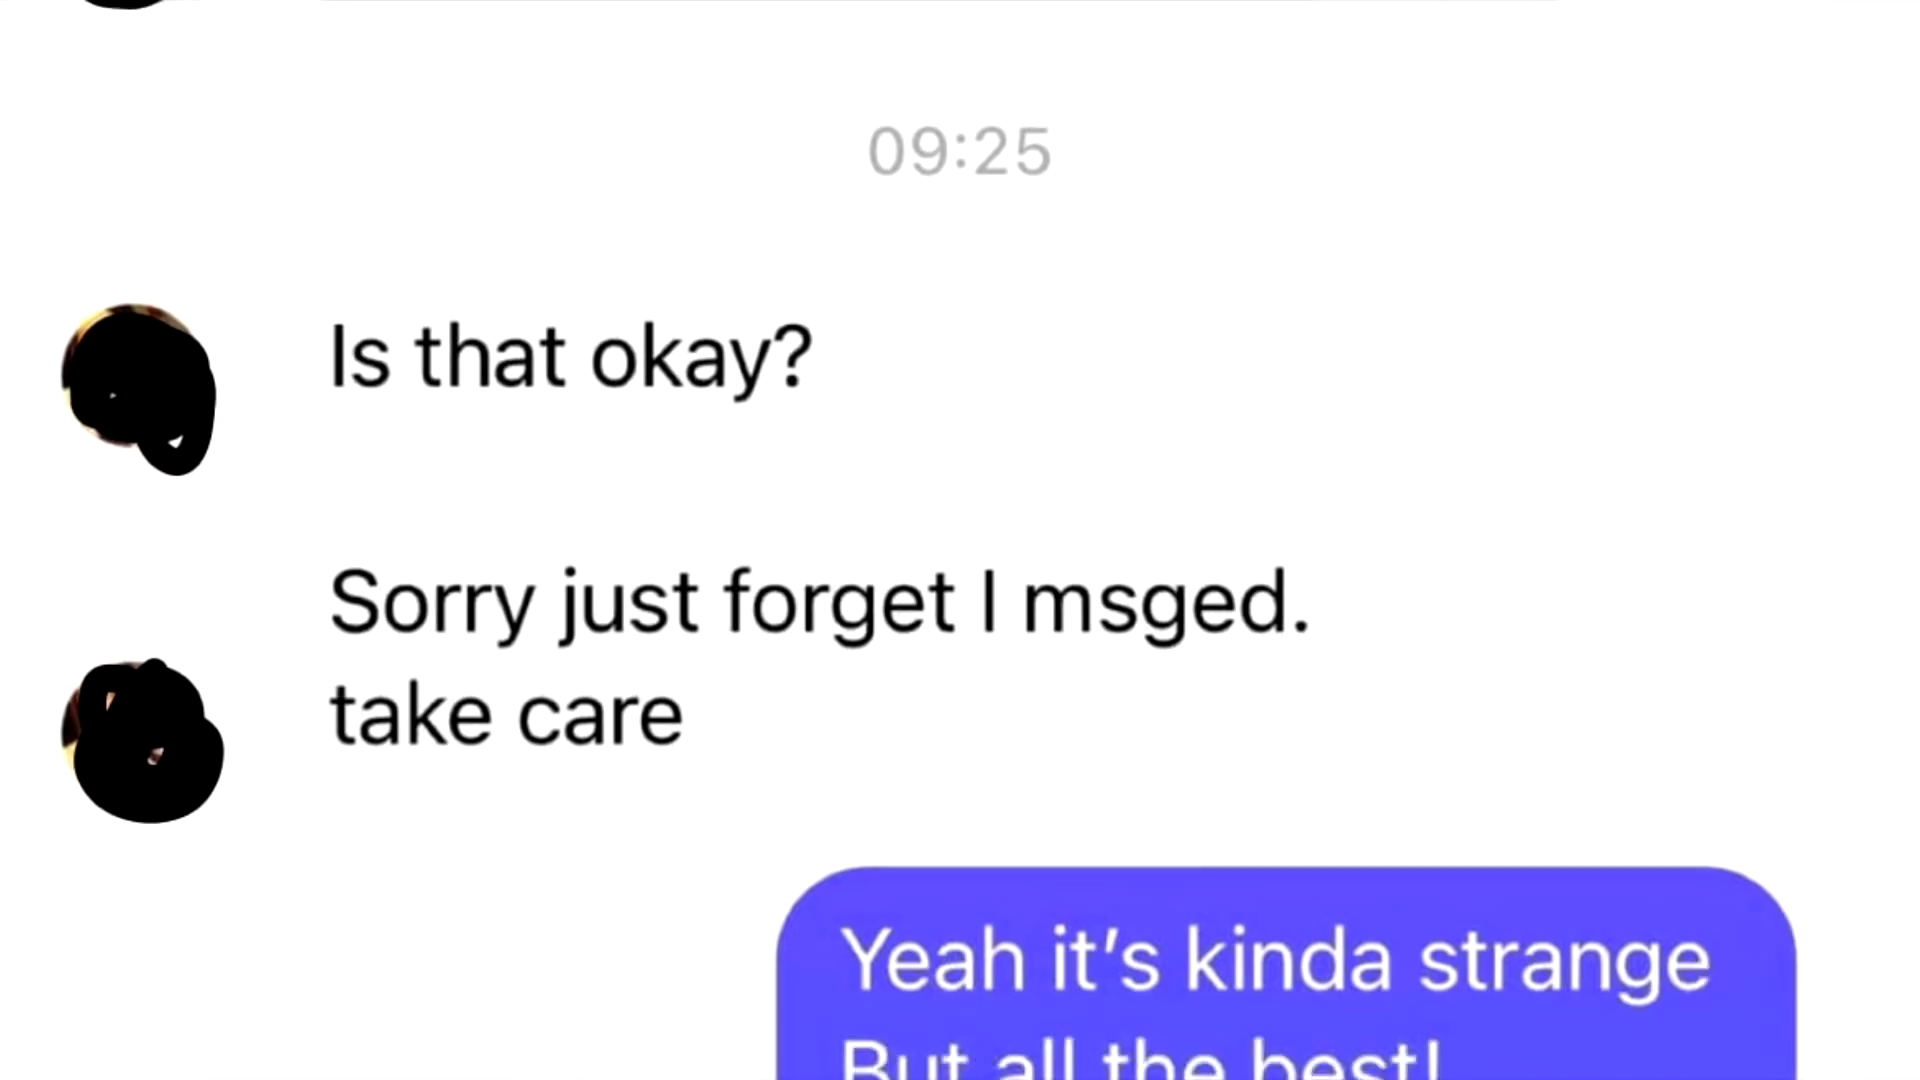 09:25
Is that okay?
Sorry just forget I msged.
take care
Yeah it's kinda strange
But all the best!